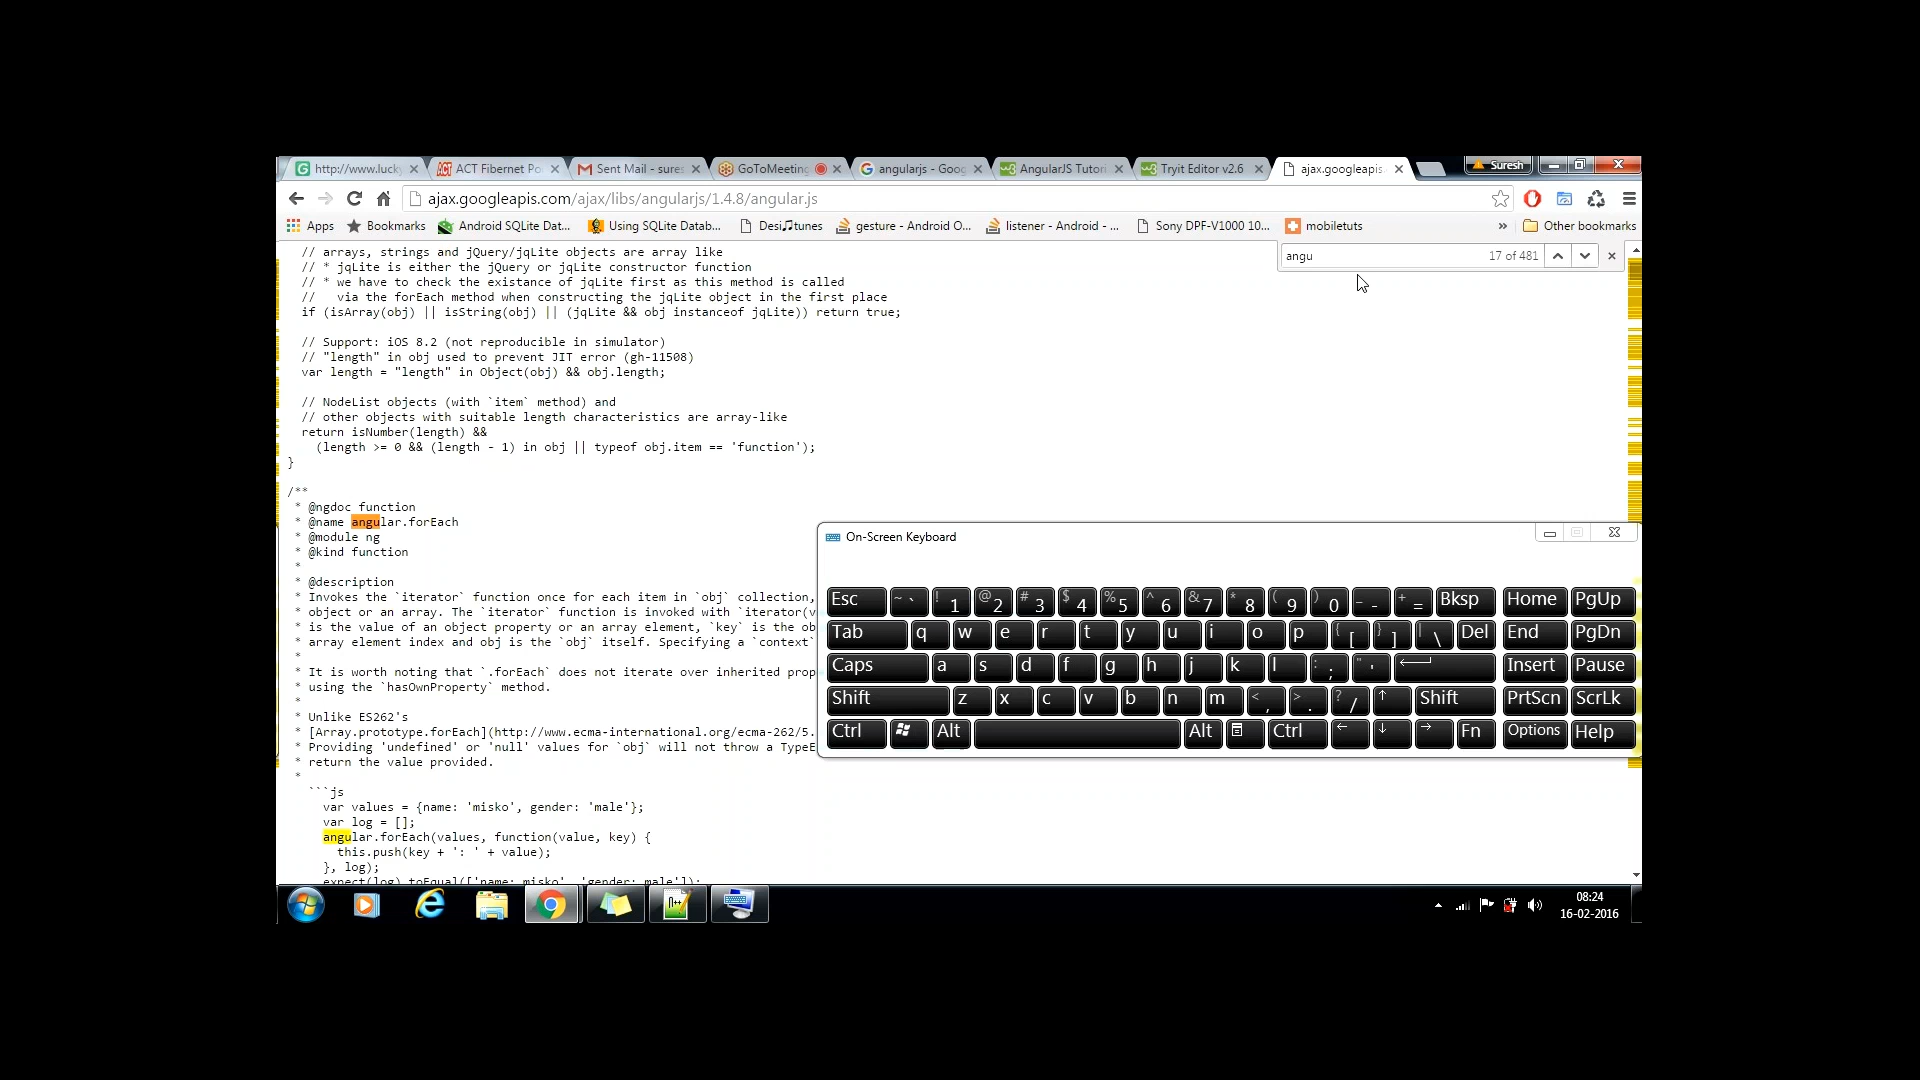 http://www.lucky
ACT Fibernet Po
Sent Mail - sures
GoToMeeting
angularjs - Goog
AngularJS Tutori
Tryit Editor v2.6
ajax.googleapis.
Suresh
ajax.googleapis.com/ajax/libs/angularjs/1.4.8/angular.js
Apps
Bookmarks
Android SQLite Dat...
Using SQLite Datab...
Desi♫tunes
gesture - Android O...
listener - Android - ...
Sony DPF-V1000 10...
mobiletuts
»
Other bookmarks
angu 17 of 481
// arrays, strings and jQuery/jqLite objects are array like
// * jqLite is either the jQuery or jqLite constructor function
// * we have to check the existance of jqLite first as this method is called
//   via the forEach method when constructing the jqLite object in the first place
if (isArray(obj) || isString(obj) || (jqLite && obj instanceof jqLite)) return true;
// Support: iOS 8.2 (not reproducible in simulator)
// "length" in obj used to prevent JIT error (gh-11508)
var length = "length" in Object(obj) && obj.length;
// NodeList objects (with `item` method) and
// other objects with suitable length characteristics are array-like
return isNumber(length) &&
(length >= 0 && (length - 1) in obj || typeof obj.item == 'function');
}
/**
* @ngdoc function
* @name angular.forEach
* @module ng
* @kind function
*
* @description
* Invokes the `iterator` function once for each item in `obj` collection,
* object or an array. The `iterator` function is invoked with `iterator(v
* is the value of an object property or an array element, `key` is the ob
* array element index and obj is the `obj` itself. Specifying a `context`
*
* It is worth noting that `.forEach` does not iterate over inherited prop
* using the `hasOwnProperty` method.
*
* Unlike ES262's
* [Array.prototype.forEach](http://www.ecma-international.org/ecma-262/5.
* Providing 'undefined' or 'null' values for `obj` will not throw a TypeE
* return the value provided.
*
```js
var values = {name: 'misko', gender: 'male'};
var log = [];
angular.forEach(values, function(value, key) {
this.push(key + ': ' + value);
}, log);
expect(log).toEqual(['name: misko', 'gender: male']);
On-Screen Keyboard
Esc ~ ` ! 1 @ 2 # 3 $ 4 % 5 ^ 6 & 7 * 8 ( 9 ) 0 _ - + = Bksp Home PgUp
Tab q w e r t y u i o p { [ } ] | \ Del End PgDn
Caps a s d f g h j k l : ; " ' Insert Pause
Shift z x c v b n m < , > . ? / ↑ Shift PrtScn ScrLk
Ctrl Alt Alt Ctrl ← ↓ → Fn Options Help
08:24
16-02-2016